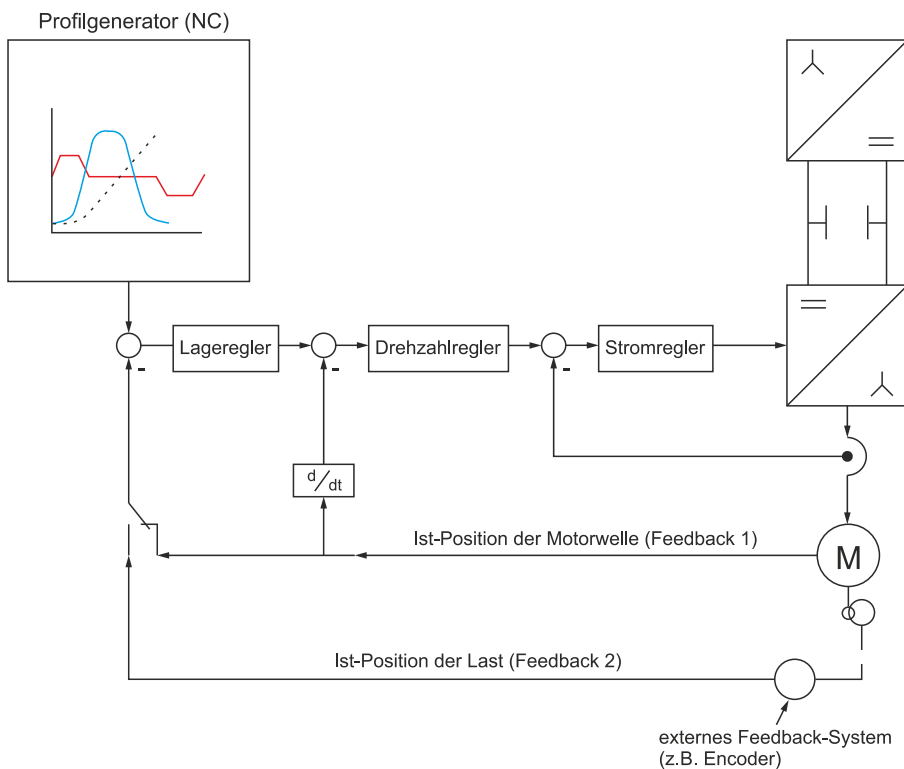 Profilgenerator (NC)
Lageregler
Drehzahlregler
Stromregler
-
-
-
d/dt
Ist-Position der Motorwelle (Feedback 1)
M
Ist-Position der Last (Feedback 2)
externes Feedback-System
(z.B. Encoder)